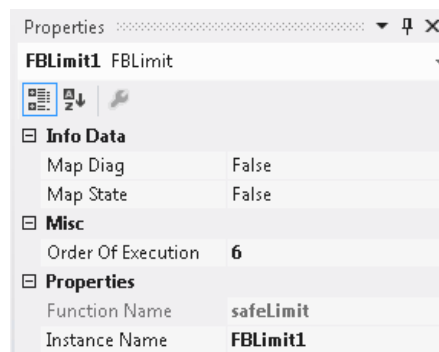 Properties
FBLimit1 FBLimit
Info Data
Map Diag False
Map State False
Misc
Order Of Execution 6
Properties
Function Name safeLimit
Instance Name FBLimit1